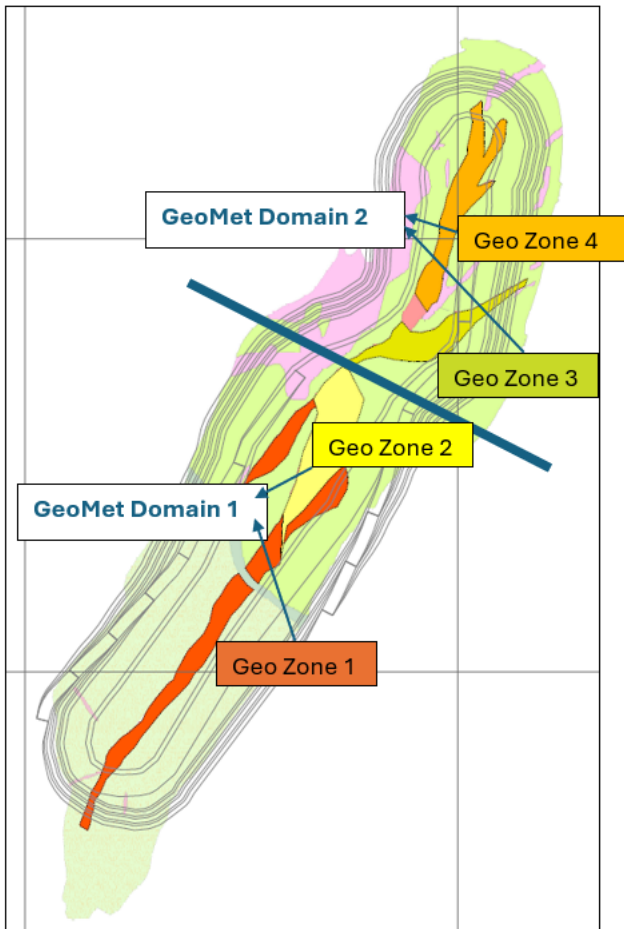 GeoMet Domain 2
Geo Zone 4
Geo Zone 3
Geo Zone 2
GeoMet Domain 1
Geo Zone 1